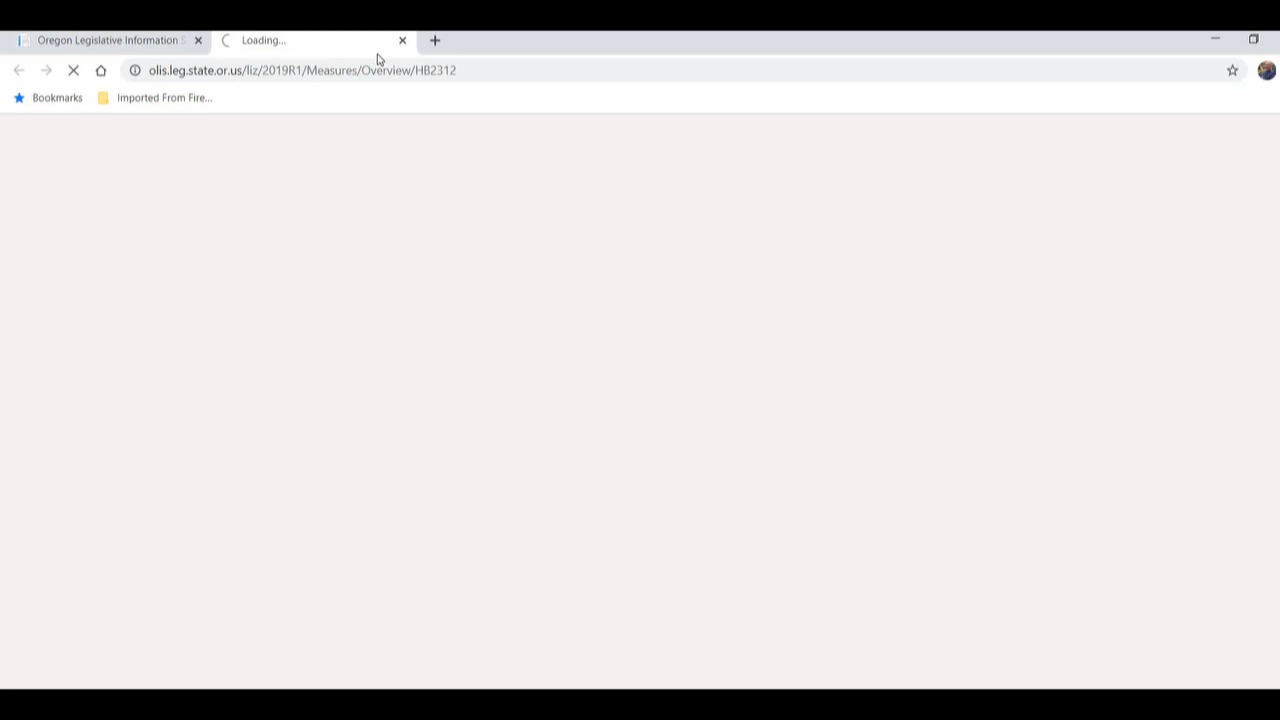 Oregon Legislative Information S
Loading...
olis.leg.state.or.us/liz/2019R1/Measures/Overview/HB2312
Bookmarks
Imported From Fire...